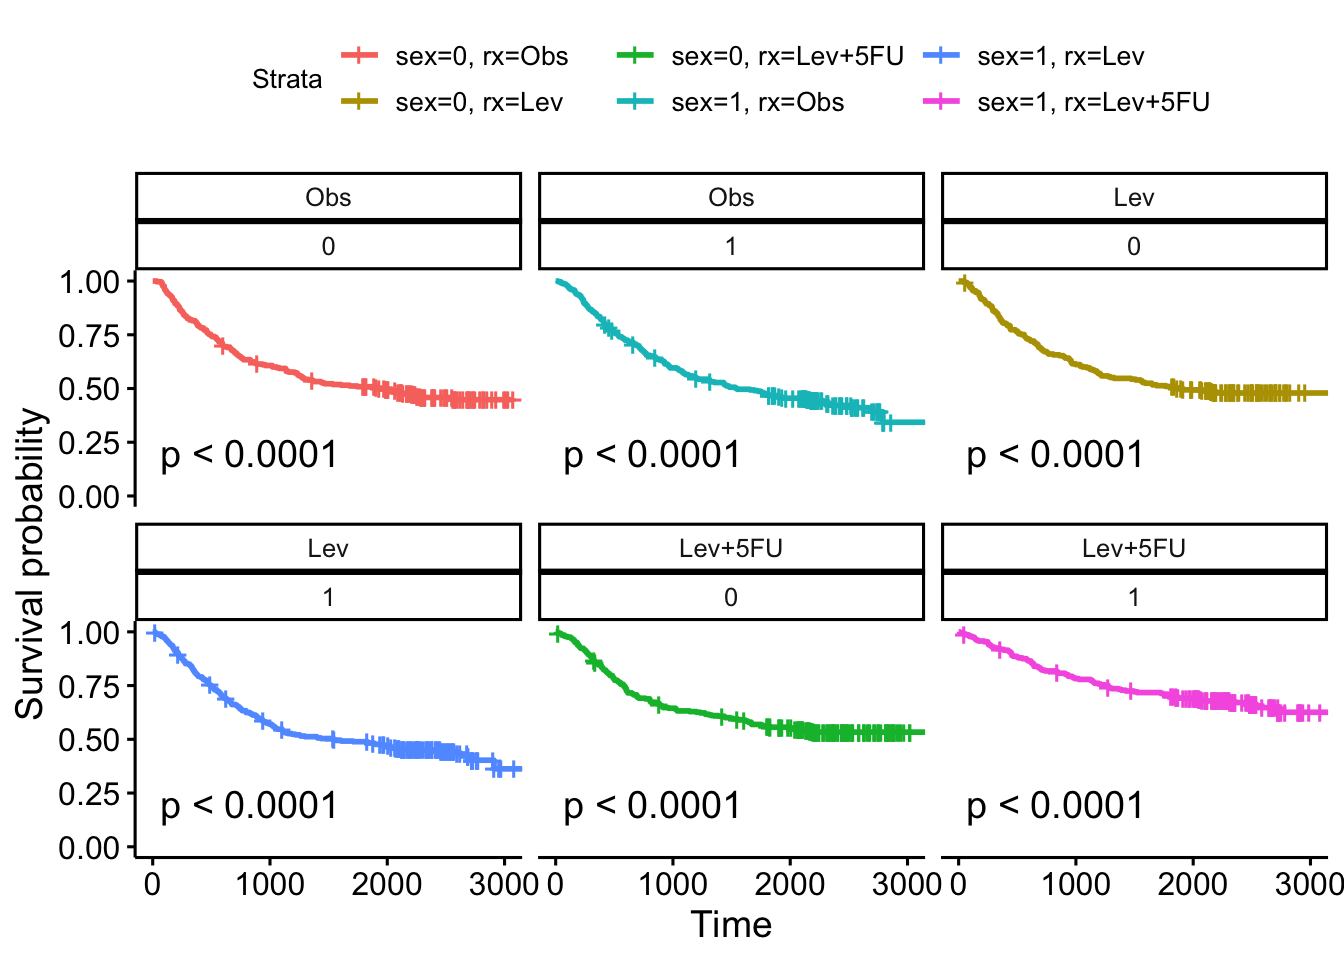 Strata
sex=0, rx=Obs
sex=0, rx=Lev+5FU
sex=1, rx=Lev
sex=0, rx=Lev
sex=1, rx=Obs
sex=1, rx=Lev+5FU
Obs
Obs
Lev
0
1
0
1.00
0.75
0.50
0.25
0.00
p < 0.0001
p < 0.0001
p < 0.0001
Survival probability
Lev
Lev+5FU
Lev+5FU
1
0
1
1.00
0.75
0.50
0.25
0.00
p < 0.0001
p < 0.0001
p < 0.0001
0 1000 2000 3000
0 1000 2000 3000
0 1000 2000 3000
Time